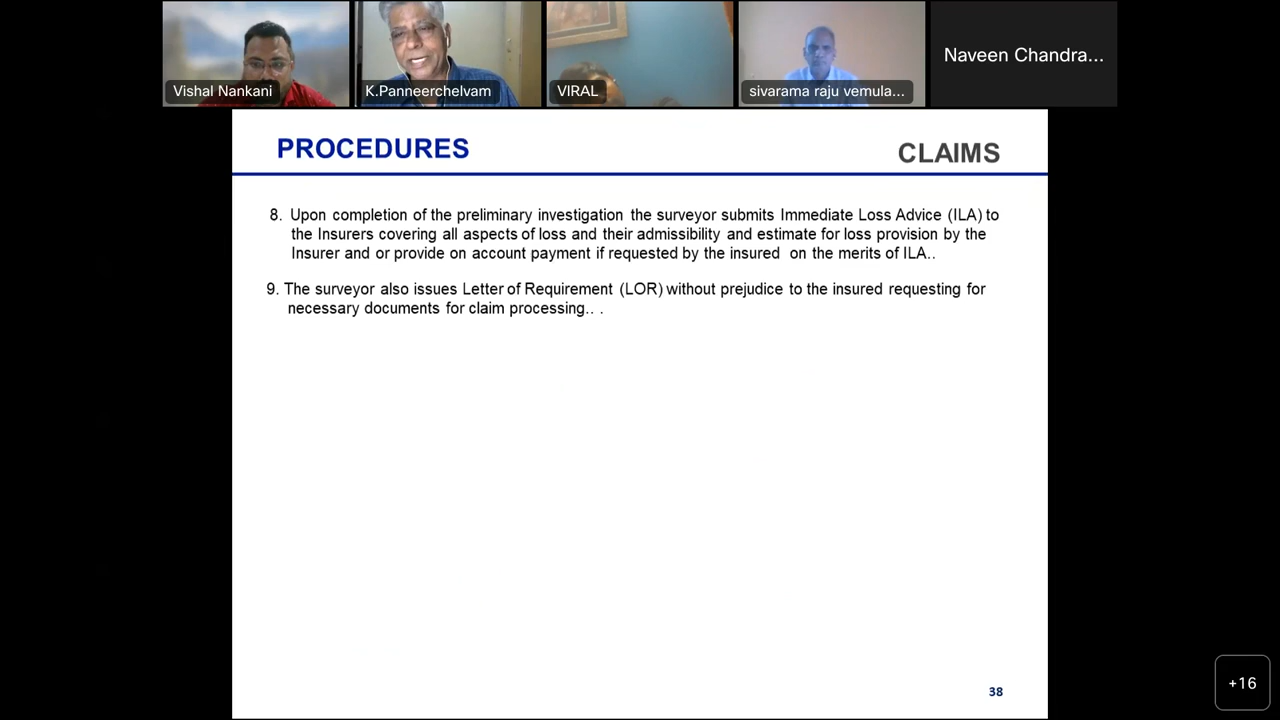 Vishal Nankani
K.Panneerchelvam
VIRAL
sivarama raju vemula...
Naveen Chandra...
PROCEDURES
CLAIMS
8. Upon completion of the preliminary investigation the surveyor submits Immediate Loss Advice (ILA) to
the Insurers covering all aspects of loss and their admissibility and estimate for loss provision by the
Insurer and or provide on account payment if requested by the insured on the merits of ILA..
9. The surveyor also issues Letter of Requirement (LOR) without prejudice to the insured requesting for
necessary documents for claim processing.. .
38
+16